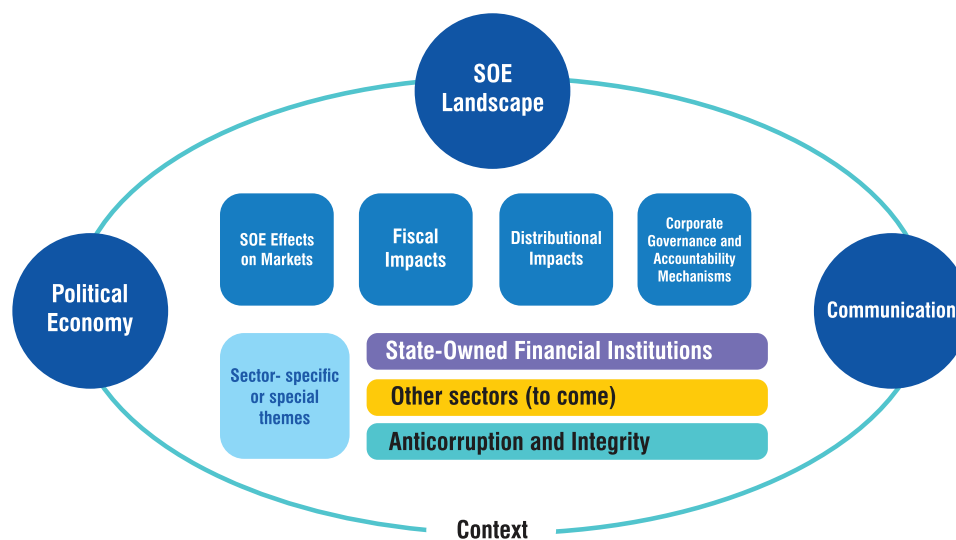 SOE
Landscape
SOE Effects
on Markets
Fiscal
Impacts
Distributional
Impacts
Corporate
Governance and
Accountability
Mechanisms
Political
Economy
Communication
Sector- specific
or special
themes
State-Owned Financial Institutions
Other sectors (to come)
Anticorruption and Integrity
Context